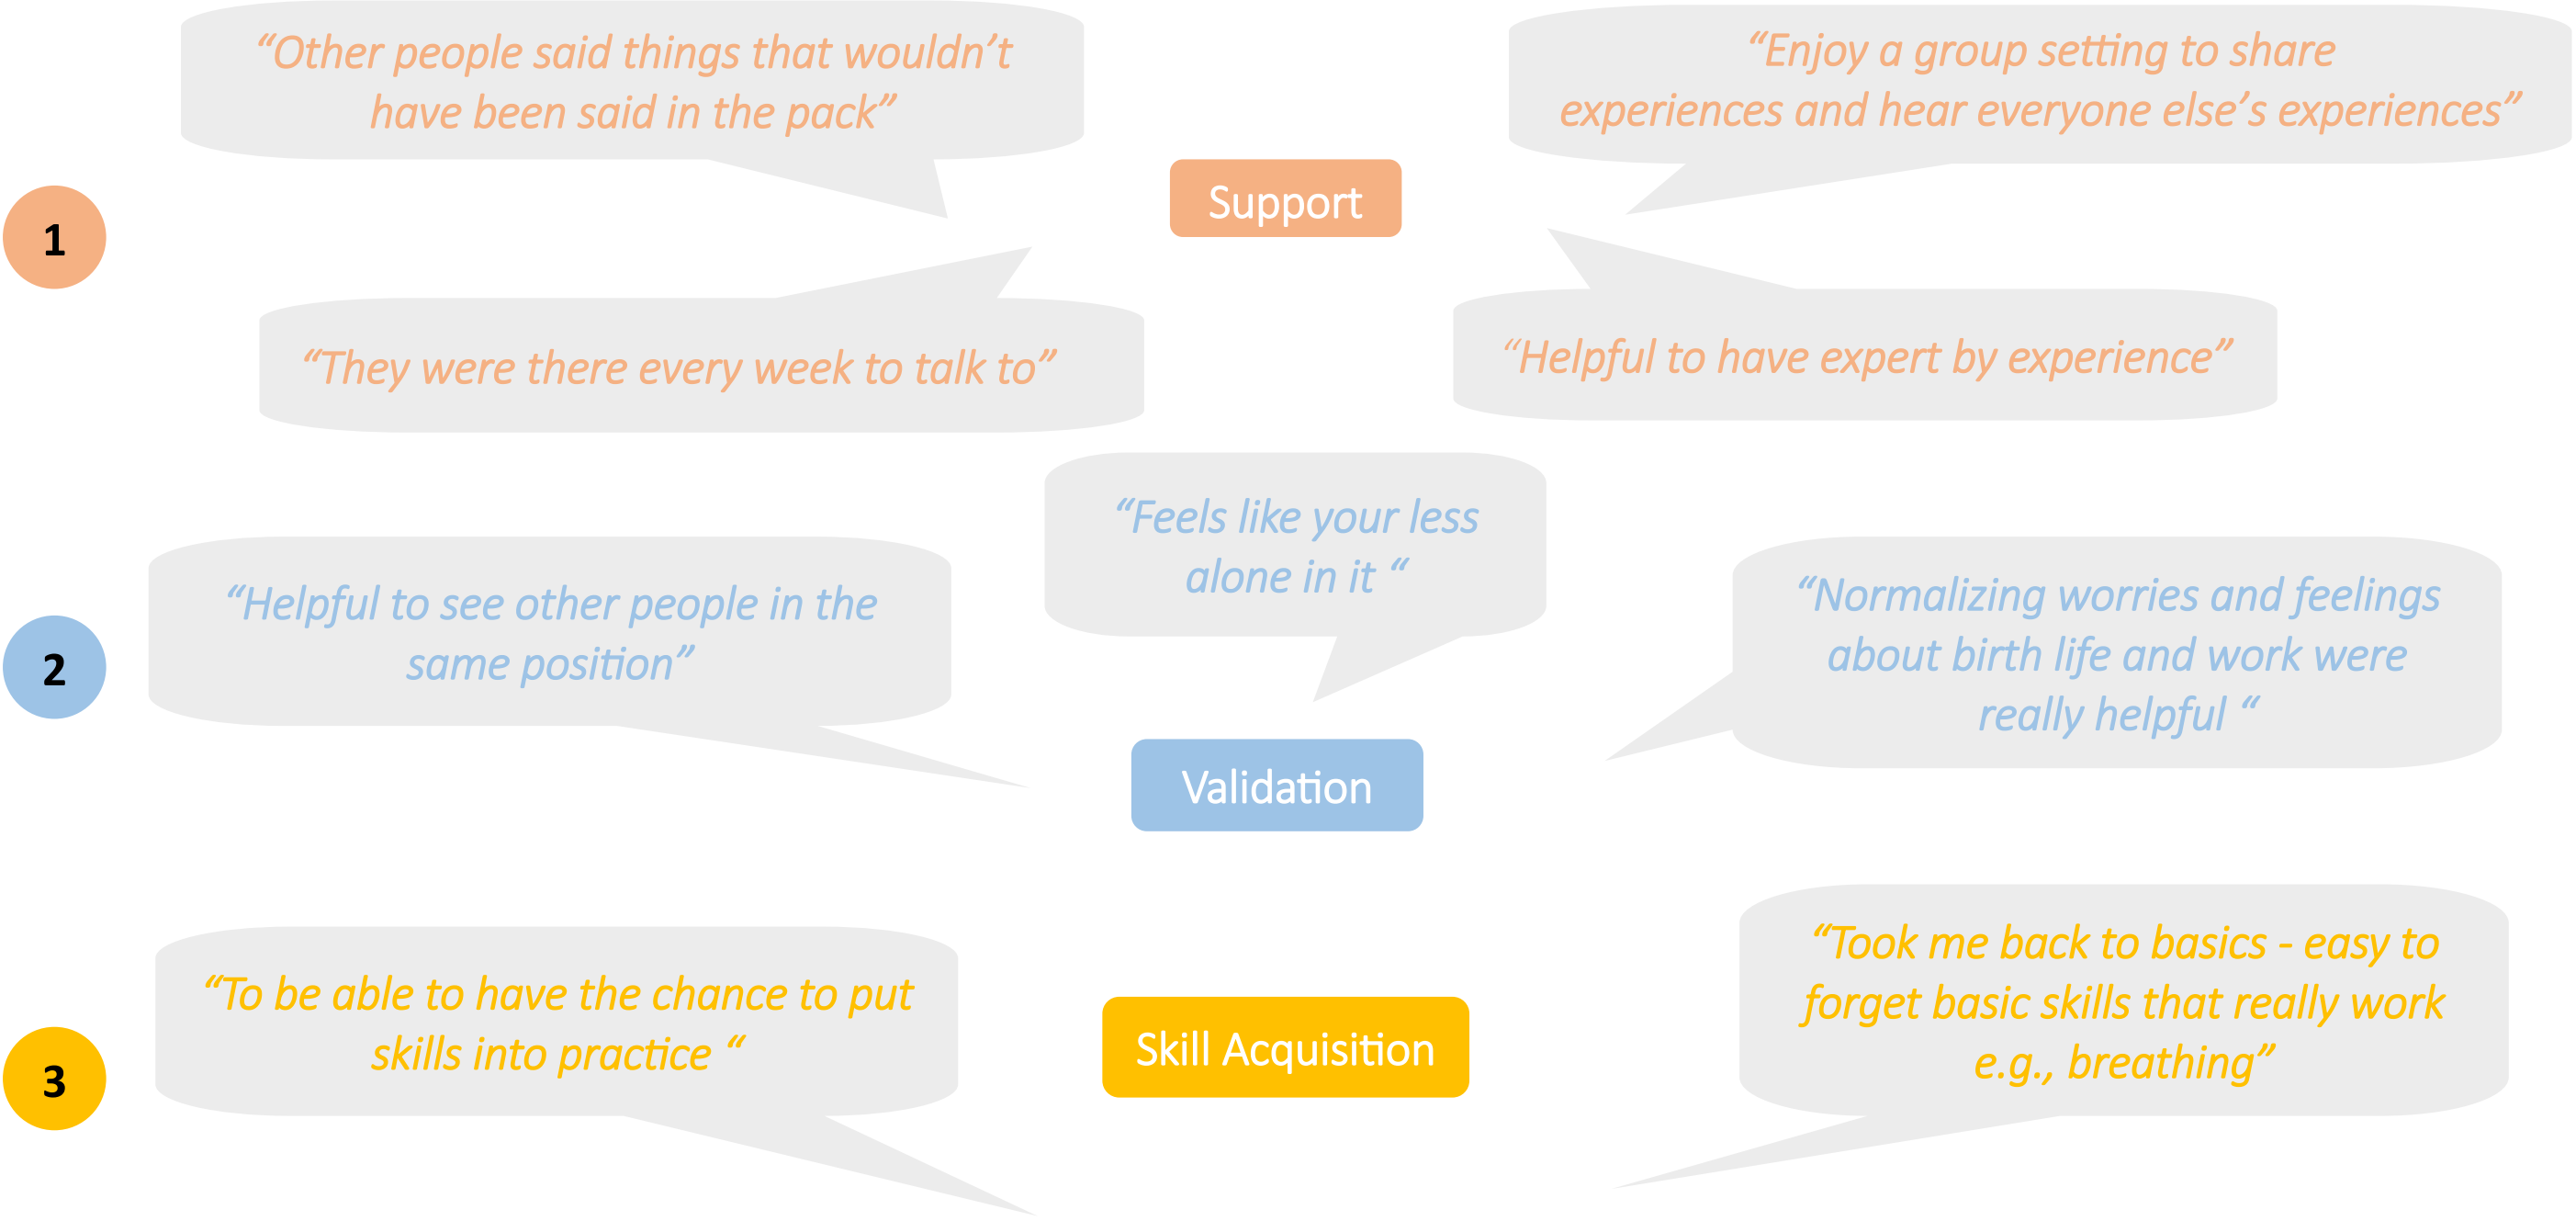 “Other people said things that wouldn’t
have been said in the pack”
“Enjoy a group setting to share
experiences and hear everyone else’s experiences”
Support
1
“They were there every week to talk to”
“Helpful to have expert by experience”
“Feels like your less
alone in it “
“Helpful to see other people in the
same position”
“Normalizing worries and feelings
about birth life and work were
really helpful “
2
Validation
“To be able to have the chance to put
skills into practice “
“Took me back to basics - easy to
forget basic skills that really work
e.g., breathing”
Skill Acquisition
3